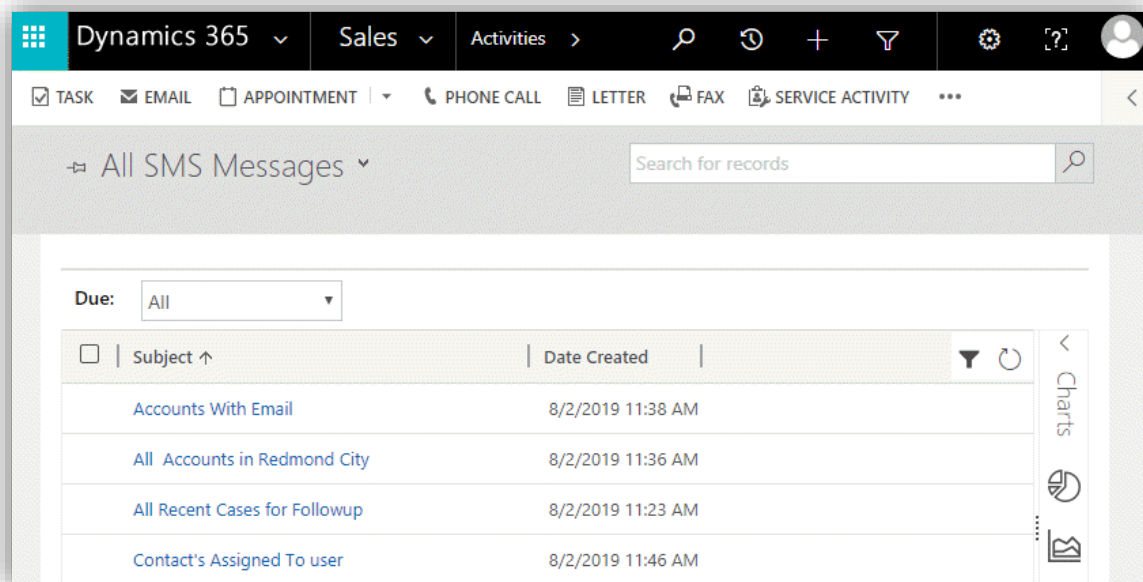 Dynamics 365 Sales Activities
TASK EMAIL APPOINTMENT PHONE CALL LETTER FAX SERVICE ACTIVITY
All SMS Messages Search for records
Due: All
Subject Date Created
Accounts With Email 8/2/2019 11:38 AM
All Accounts in Redmond City 8/2/2019 11:36 AM
All Recent Cases for Followup 8/2/2019 11:23 AM
Contact's Assigned To user 8/2/2019 11:46 AM
Charts